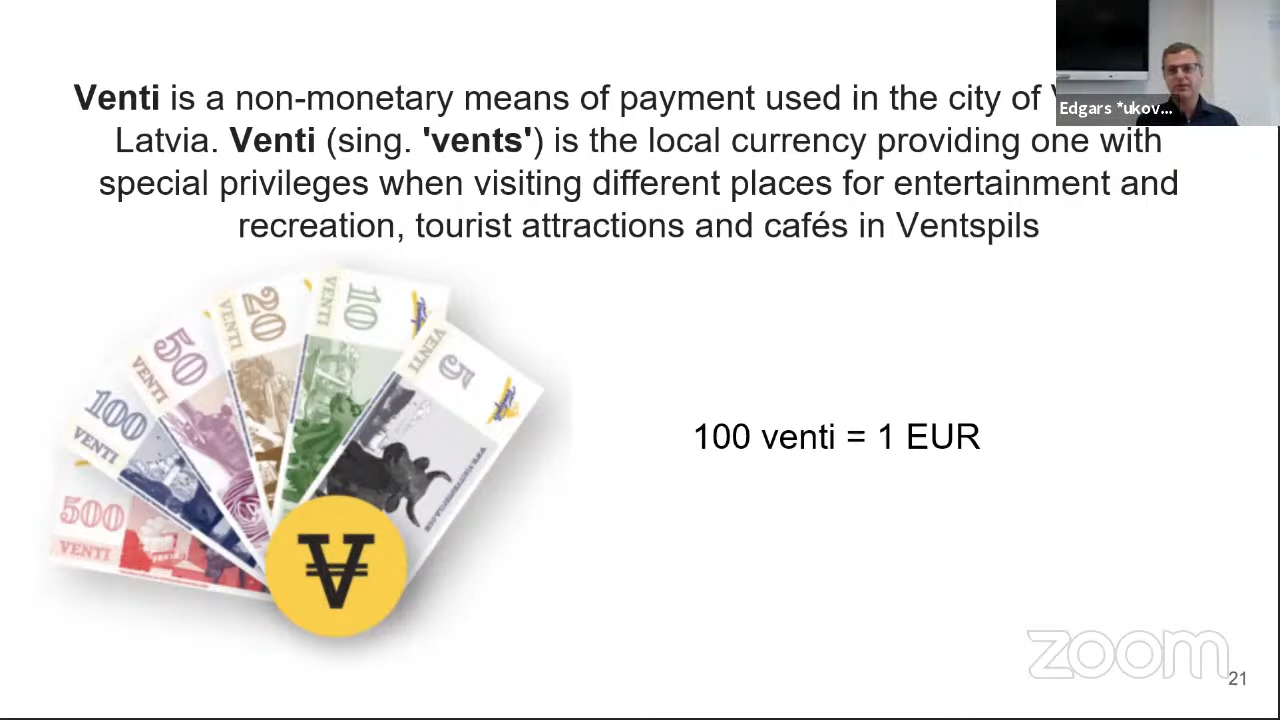 Venti is a non-monetary means of payment used in the city of
Edgars *ukov...
Latvia. Venti (sing. 'vents') is the local currency providing one with
special privileges when visiting different places for entertainment and
recreation, tourist attractions and cafés in Ventspils
10
VENTI
20
VENTI
5
VENTI
50
VENTI
100
VENTI
100 venti = 1 EUR
500
VENTI
zoom
21